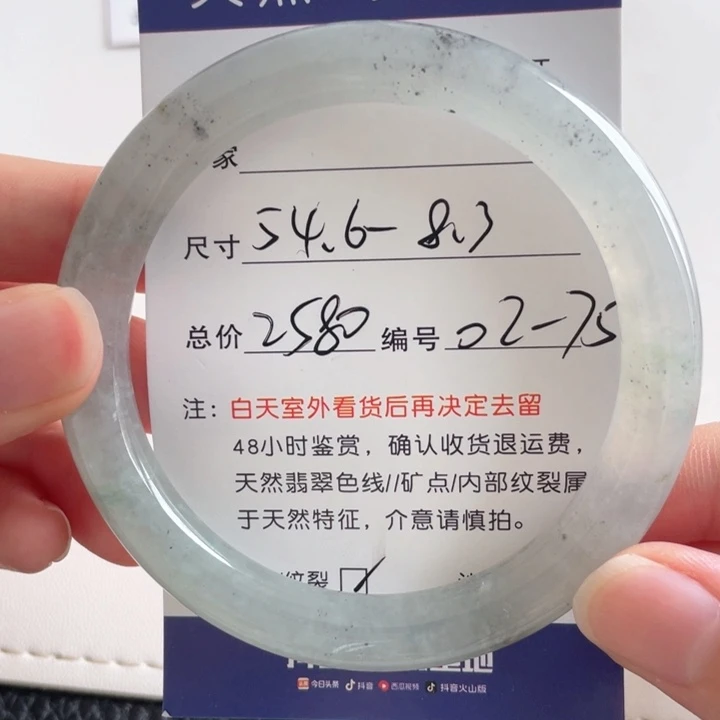 天然
家
尺寸 54.6-8.3
总价 2580 编号 02-75
注：白天室外看货后再决定去留
48小时鉴赏，确认收货退运费，
天然翡翠色线//矿点/内部纹裂属
于天然特征，介意请慎拍。
纹裂
今日头条 抖音 西瓜视频 抖音火山版